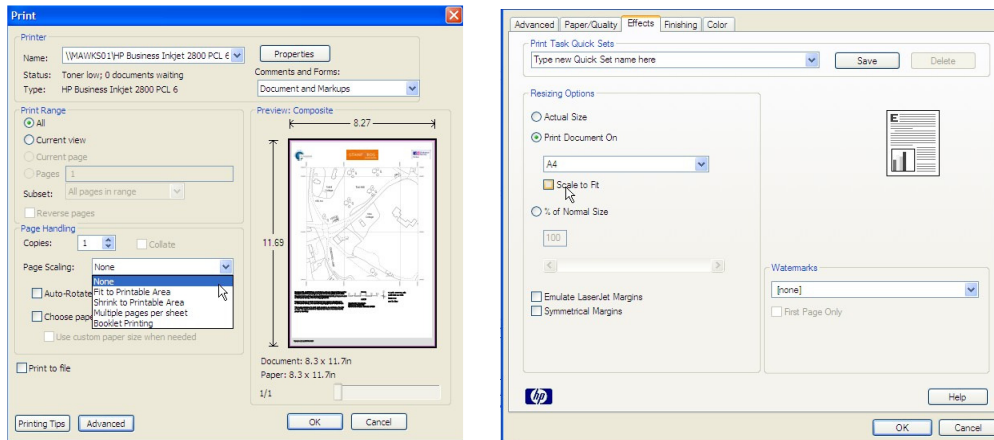 Print
Printer
Name: \\MAWKS01\HP Business Inkjet 2800 PCL 6
Properties
Status: Toner low; 0 documents waiting
Comments and Forms:
Type: HP Business Inkjet 2800 PCL 6
Document and Markups
Print Range
All
Current view
Current page
Pages 1
Subset: All pages in range
Reverse pages
Page Handling
Copies: 1
Collate
Page Scaling: None
None
Fit to Printable Area
Shrink to Printable Area
Multiple pages per sheet
Booklet Printing
Auto-Rotate
Choose pap
Use custom paper size when needed
Print to file
Preview: Composite
8.27
11.69
Document: 8.3 x 11.7in
Paper: 8.3 x 11.7in
1/1
Printing Tips
Advanced
OK
Cancel
Advanced Paper/Quality Effects Finishing Color
Print Task Quick Sets
Type new Quick Set name here
Save
Delete
Resizing Options
Actual Size
Print Document On
A4
Scale to Fit
% of Normal Size
100
Emulate LaserJet Margins
Symmetrical Margins
E
Watermarks
[none]
First Page Only
hp
Help
OK
Cancel